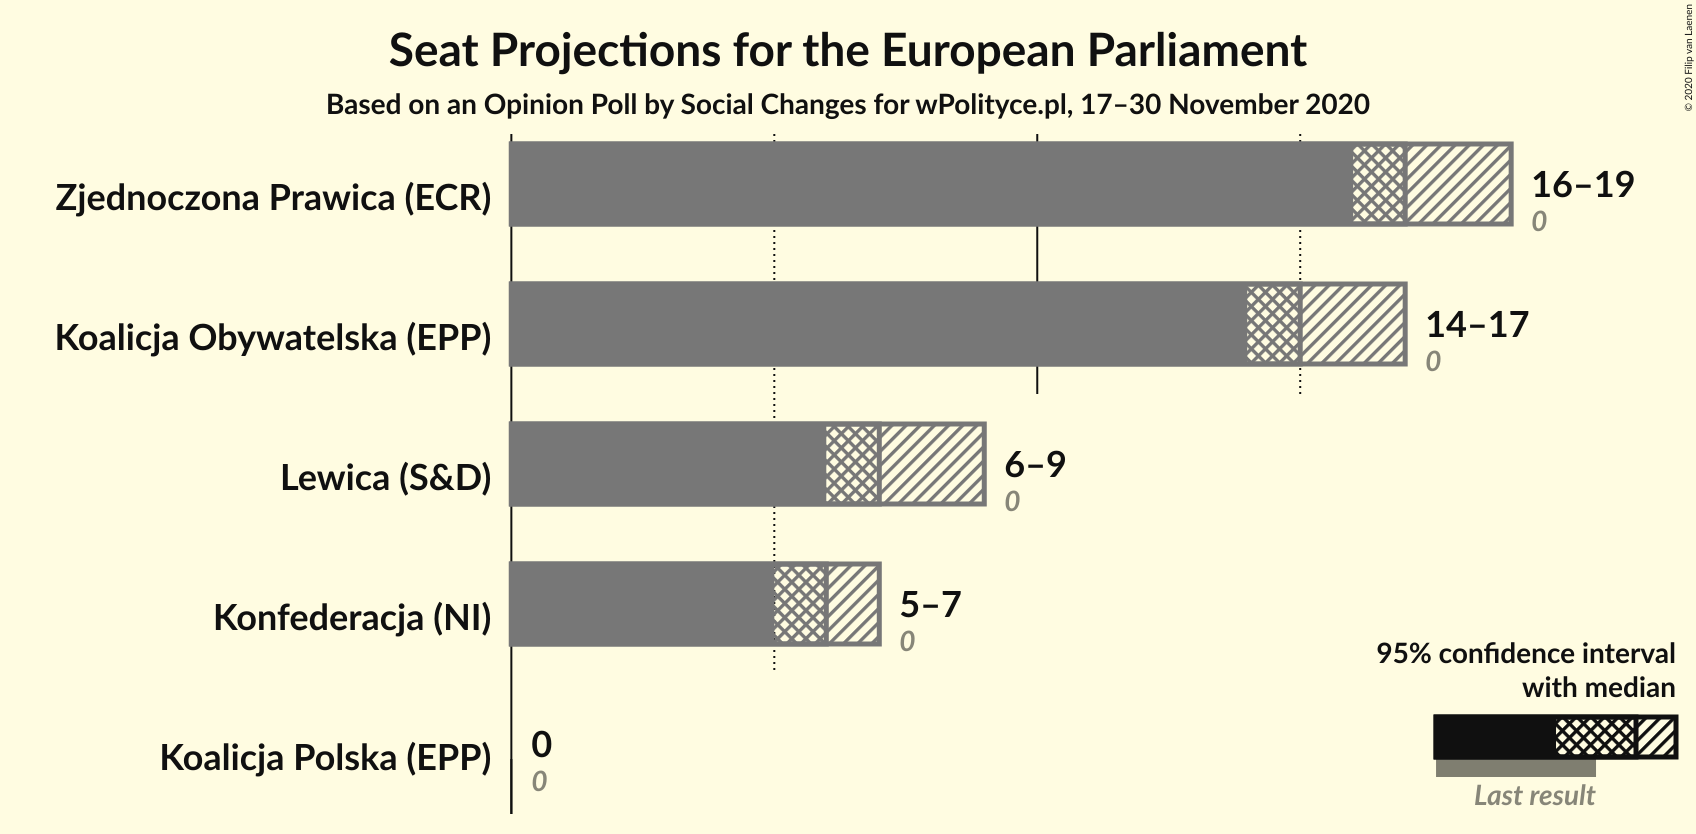 Seat Projections for the European Parliament
Based on an Opinion Poll by Social Changes for wPolityce.pl, 17–30 November 2020
© 2020 Filip van Laenen
Zjednoczona Prawica (ECR)
16–19
0
Koalicja Obywatelska (EPP)
14–17
0
Lewica (S&D)
6–9
0
Konfederacja (NI)
5–7
0
Koalicja Polska (EPP)
0
0
95% confidence interval
with median
Last result